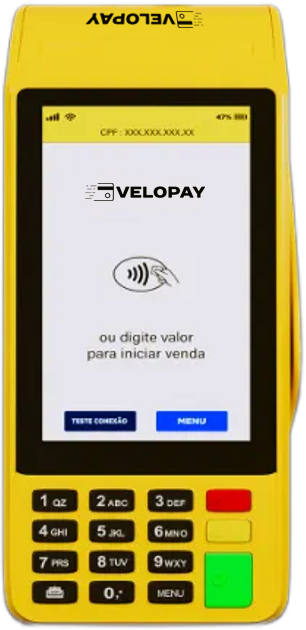 VELOPAY
47%
CPF : XXX.XXX.XXX.XX
VELOPAY
ou digite valor
para iniciar venda
TESTE CONEXÃO MENU
1 QZ 2 ABC 3 DEF
4 GHI 5 JKL 6 MNO
7 PRS 8 TUV 9 WXY
0,• MENU